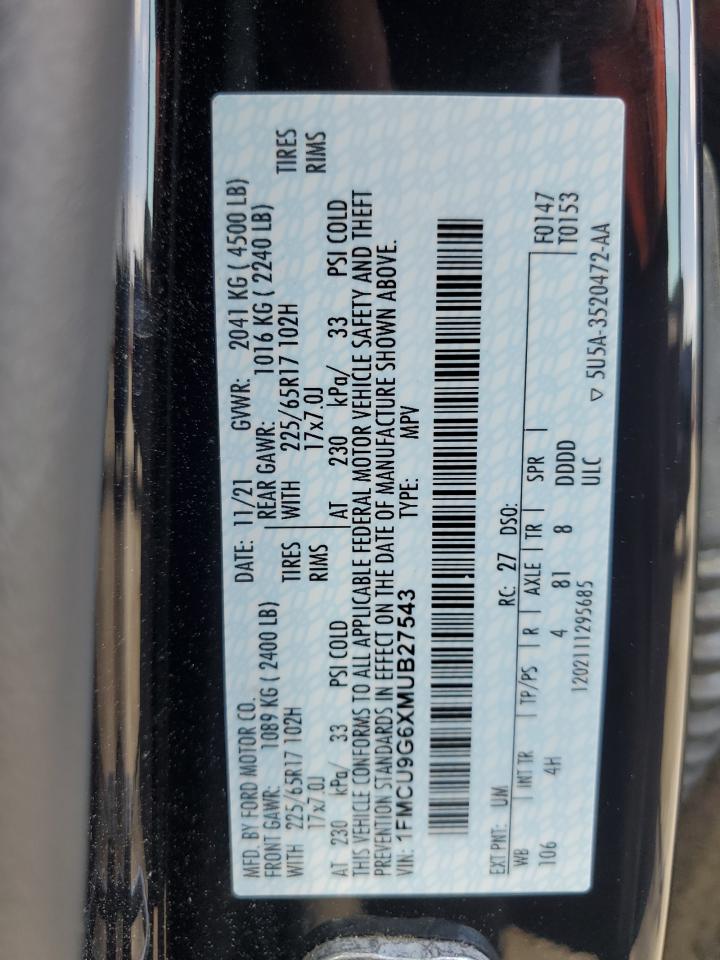 MFD. BY FORD MOTOR CO.
DATE: 11/21 GVWR: 2041 KG ( 4500 LB)
FRONT GAWR: 1089 KG ( 2400 LB) REAR GAWR: 1016 KG ( 2240 LB)
WITH 225/65R17 102H TIRES WITH 225/65R17 102H TIRES
17x7.0J RIMS 17x7.0J RIMS
AT 230 kPa/ 33 PSI COLD AT 230 kPa/ 33 PSI COLD
THIS VEHICLE CONFORMS TO ALL APPLICABLE FEDERAL MOTOR VEHICLE SAFETY AND THEFT
PREVENTION STANDARDS IN EFFECT ON THE DATE OF MANUFACTURE SHOWN ABOVE.
VIN: 1FMCU9G6XMUB27543 TYPE: MPV
EXT PNT: UM RC: 27 DSO: F0147
WB INT TR TP/PS R AXLE TR SPR T0153
106 4H 4 81 8 DDDD
1202111295685 ULC ▽ 5U5A-3520472-AA